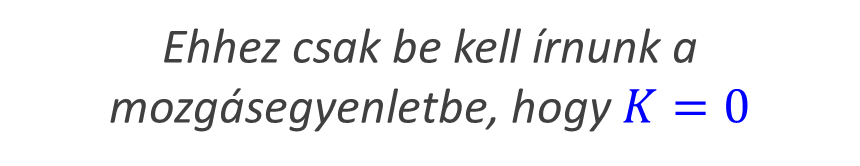 Ehhez csak be kell írnunk a
mozgásegyenletbe, hogy K = 0